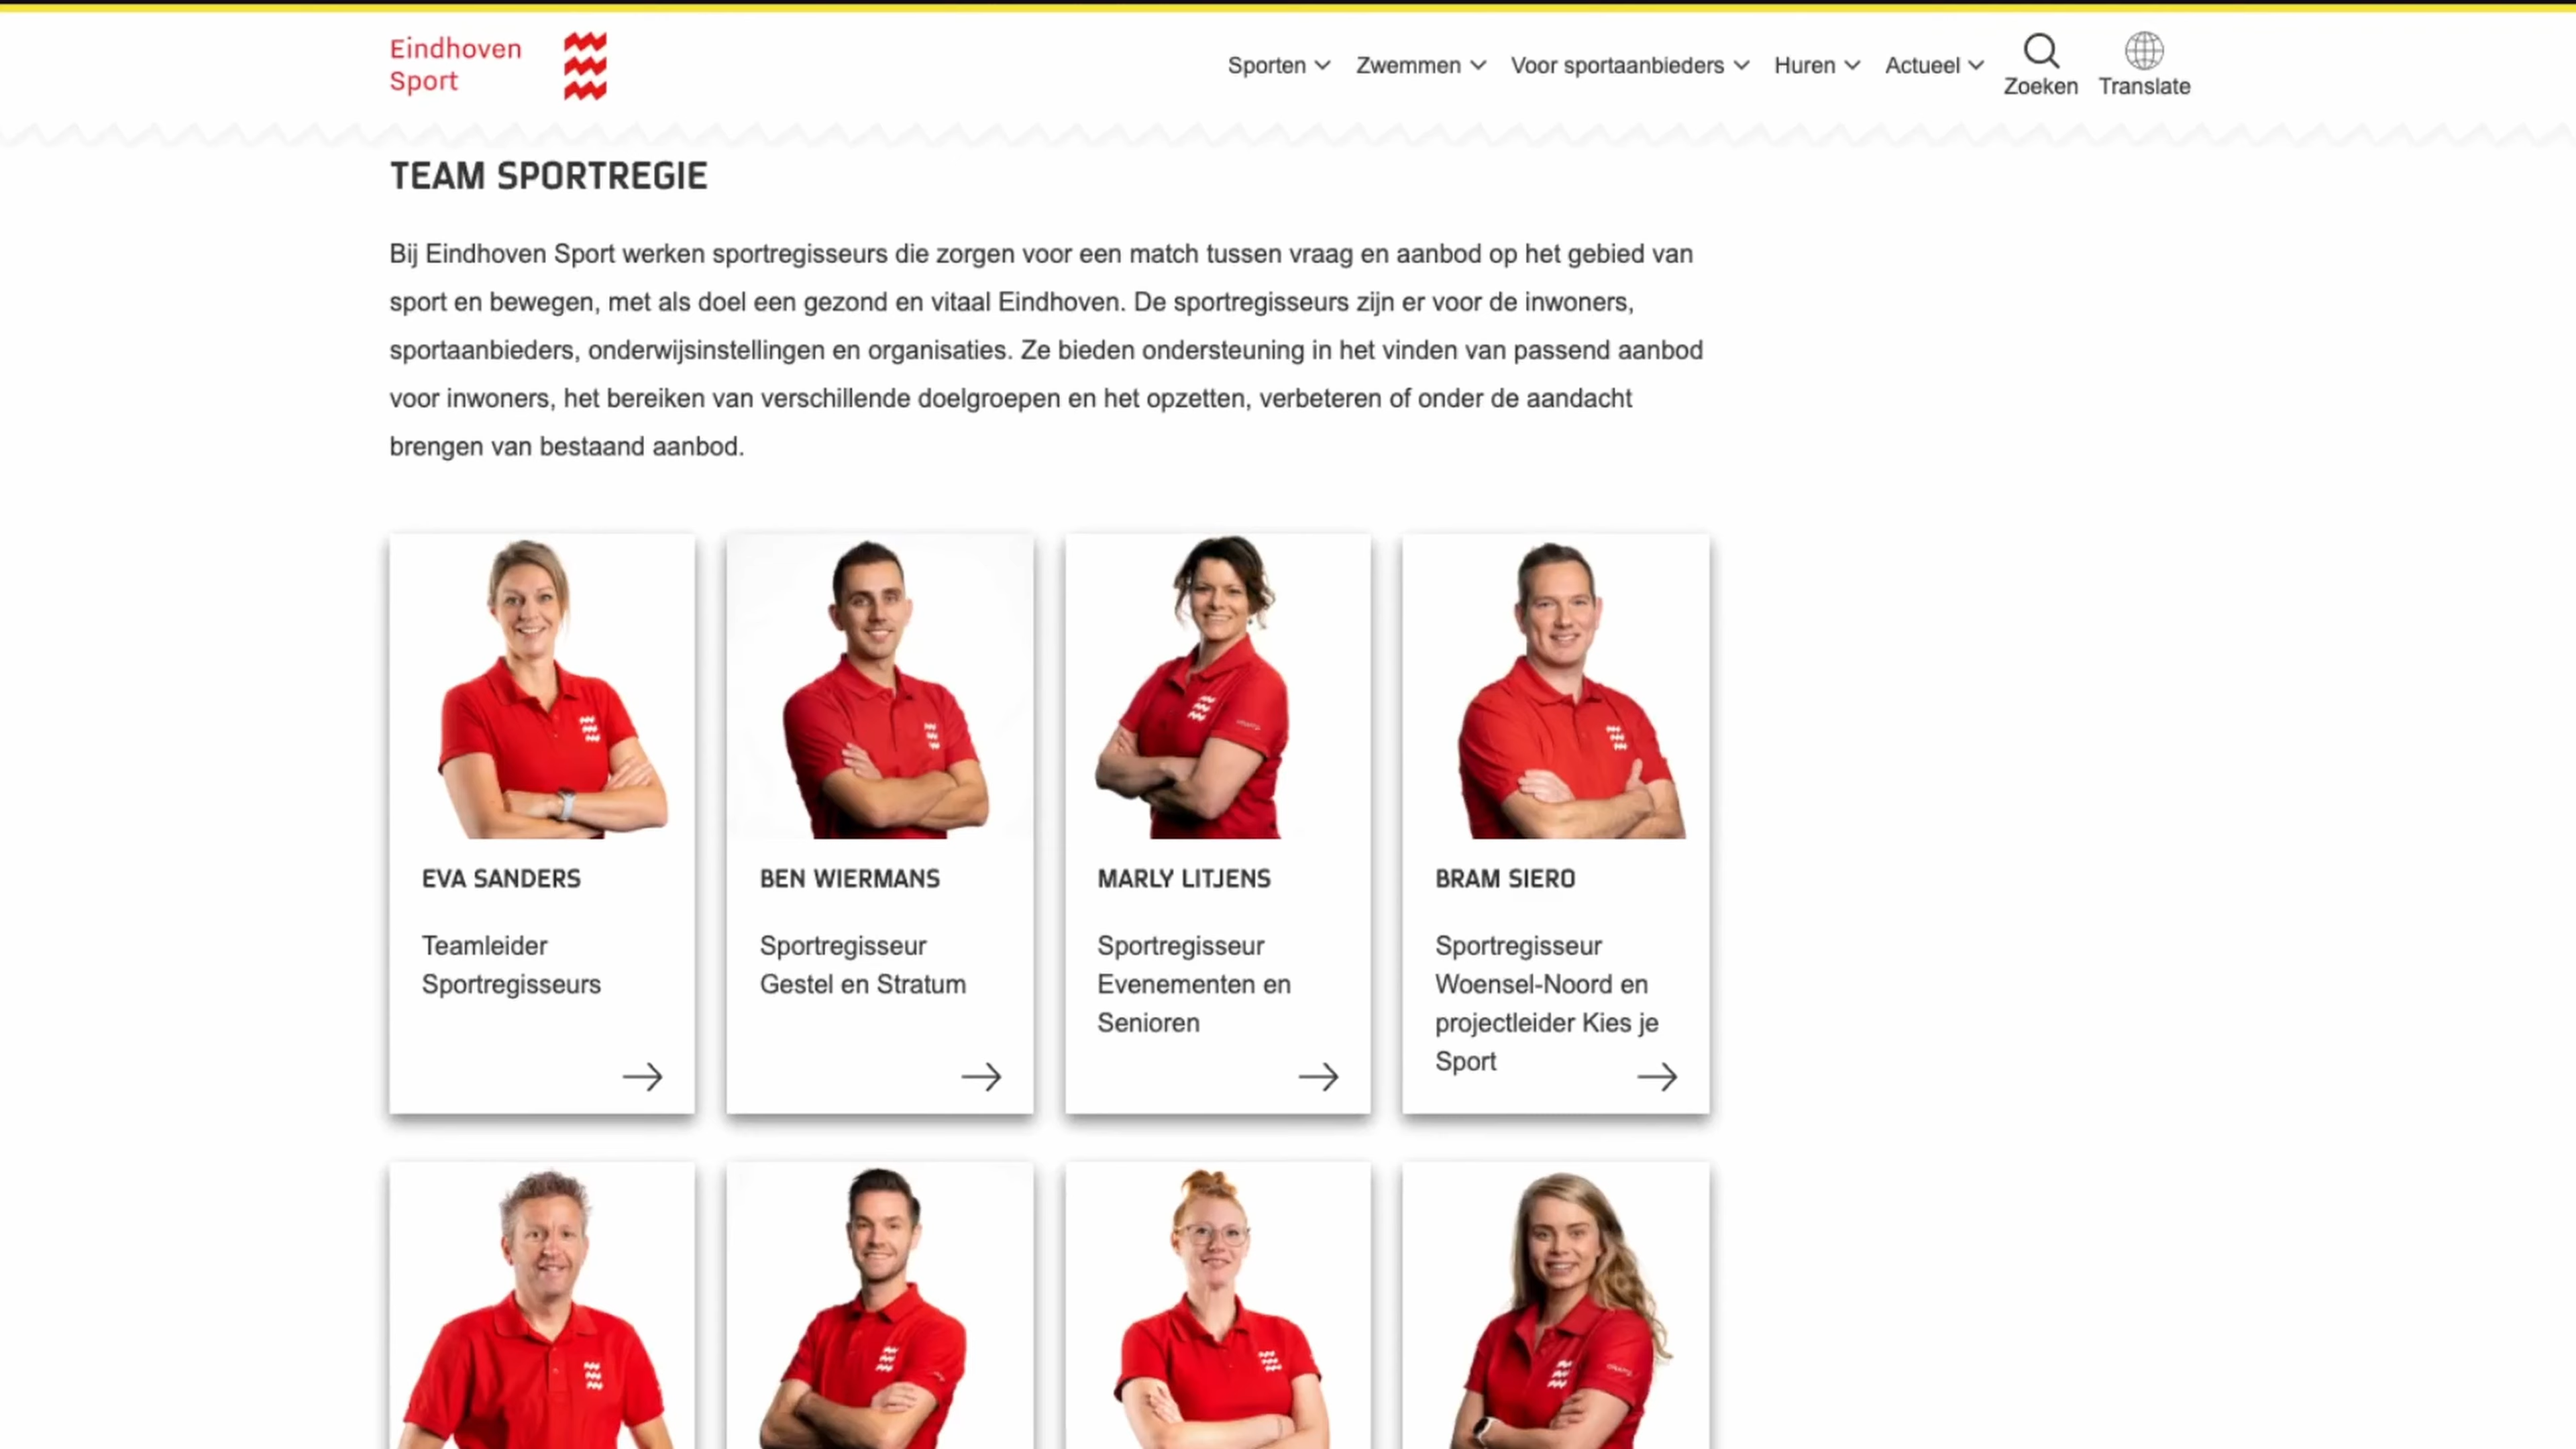 Eindhoven
Sport
Sporten
Zwemmen
Voor sportaanbieders
Huren
Actueel
Zoeken
Translate
TEAM SPORTREGIE
Bij Eindhoven Sport werken sportregisseurs die zorgen voor een match tussen vraag en aanbod op het gebied van
sport en bewegen, met als doel een gezond en vitaal Eindhoven. De sportregisseurs zijn er voor de inwoners,
sportaanbieders, onderwijsinstellingen en organisaties. Ze bieden ondersteuning in het vinden van passend aanbod
voor inwoners, het bereiken van verschillende doelgroepen en het opzetten, verbeteren of onder de aandacht
brengen van bestaand aanbod.
EVA SANDERS
Teamleider
Sportregisseurs
BEN WIERMANS
Sportregisseur
Gestel en Stratum
MARLY LITJENS
Sportregisseur
Evenementen en
Senioren
BRAM SIERO
Sportregisseur
Woensel-Noord en
projectleider Kies je
Sport